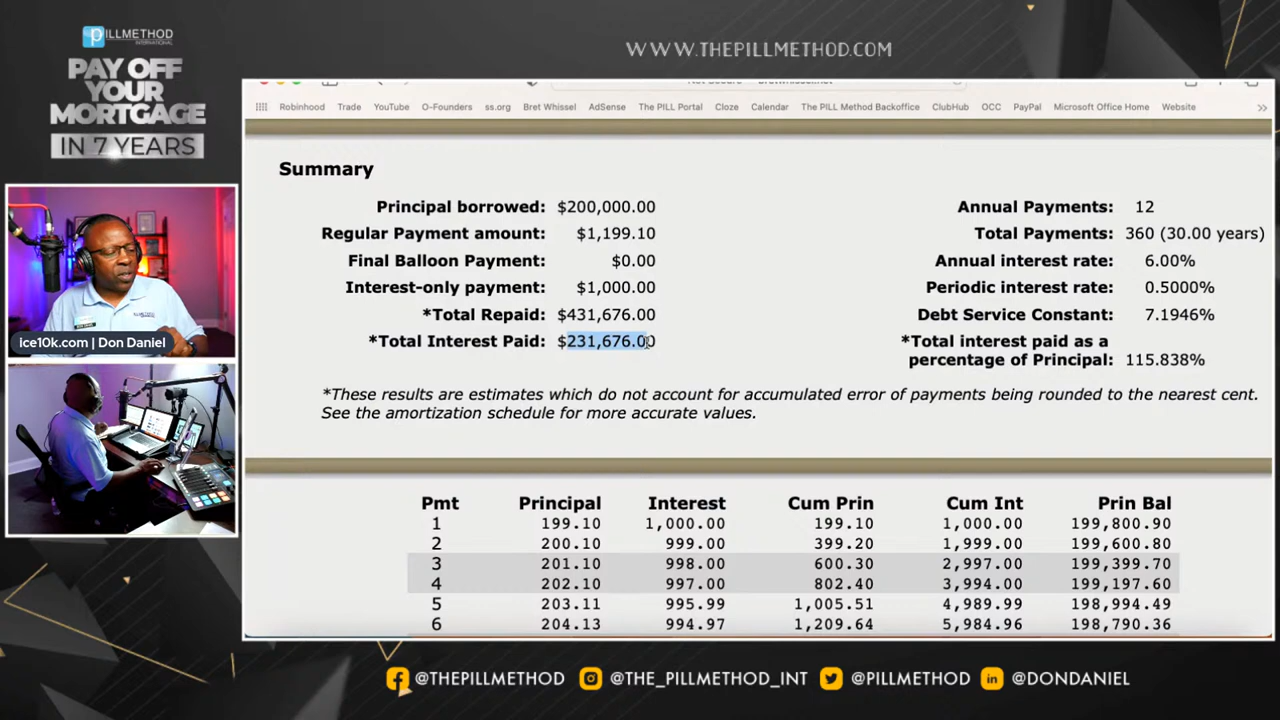 WWW.THEPILLMETHOD.COM
PILLMETHOD
INTERNATIONAL
PAY OFF
YOUR
MORTGAGE
IN 7 YEARS
Robinhood Trade YouTube O-Founders ss.org Bret Whissel AdSense The PILL Portal Cloze Calendar The PILL Method Backoffice ClubHub OCC PayPal Microsoft Office Home Website >>
Summary
Principal borrowed: $200,000.00
Regular Payment amount: $1,199.10
Final Balloon Payment: $0.00
Interest-only payment: $1,000.00
*Total Repaid: $431,676.00
*Total Interest Paid: $231,676.00
Annual Payments: 12
Total Payments: 360 (30.00 years)
Annual interest rate: 6.00%
Periodic interest rate: 0.5000%
Debt Service Constant: 7.1946%
*Total interest paid as a
percentage of Principal: 115.838%
*These results are estimates which do not account for accumulated error of payments being rounded to the nearest cent.
See the amortization schedule for more accurate values.
Pmt Principal Interest Cum Prin Cum Int Prin Bal
1 199.10 1,000.00 199.10 1,000.00 199,800.90
2 200.10 999.00 399.20 1,999.00 199,600.80
3 201.10 998.00 600.30 2,997.00 199,399.70
4 202.10 997.00 802.40 3,994.00 199,197.60
5 203.11 995.99 1,005.51 4,989.99 198,994.49
6 204.13 994.97 1,209.64 5,984.96 198,790.36
ice10k.com | Don Daniel
@THEPILLMETHOD @THE_PILLMETHOD_INT @PILLMETHOD @DONDANIEL